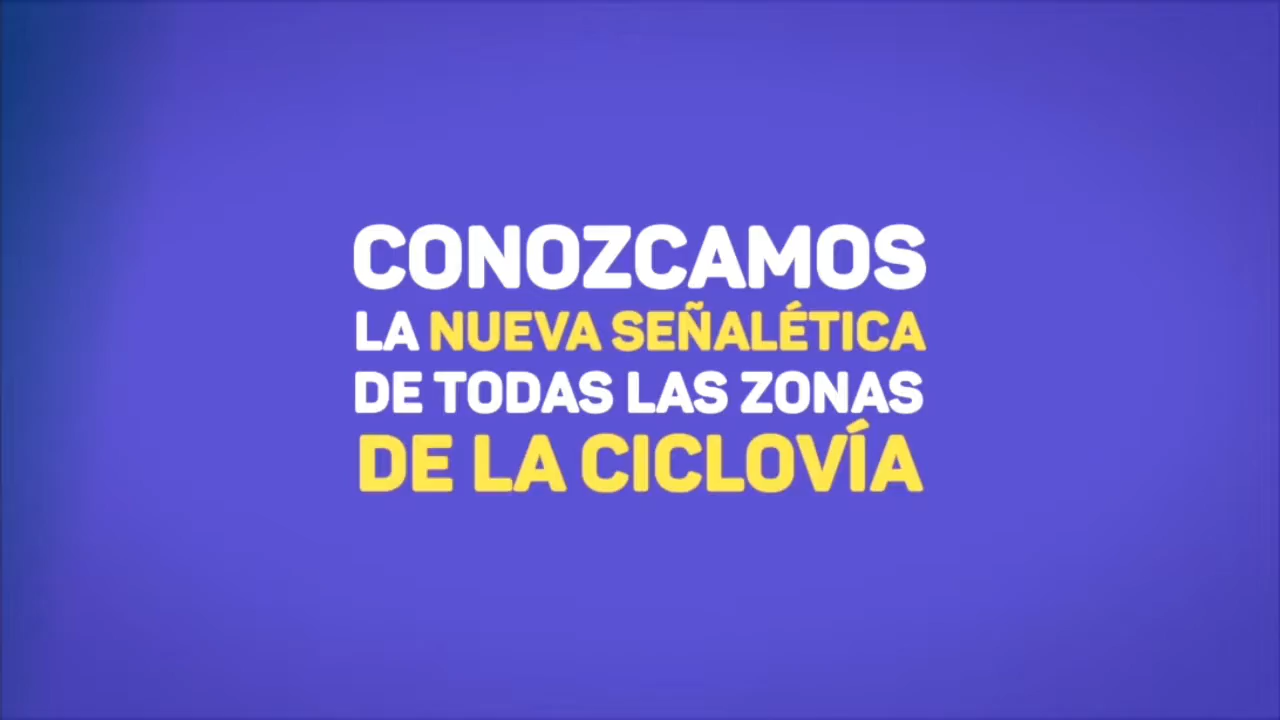 CONOZCAMOS
LA NUEVA SEÑALÉTICA
DE TODAS LAS ZONAS
DE LA CICLOVÍA